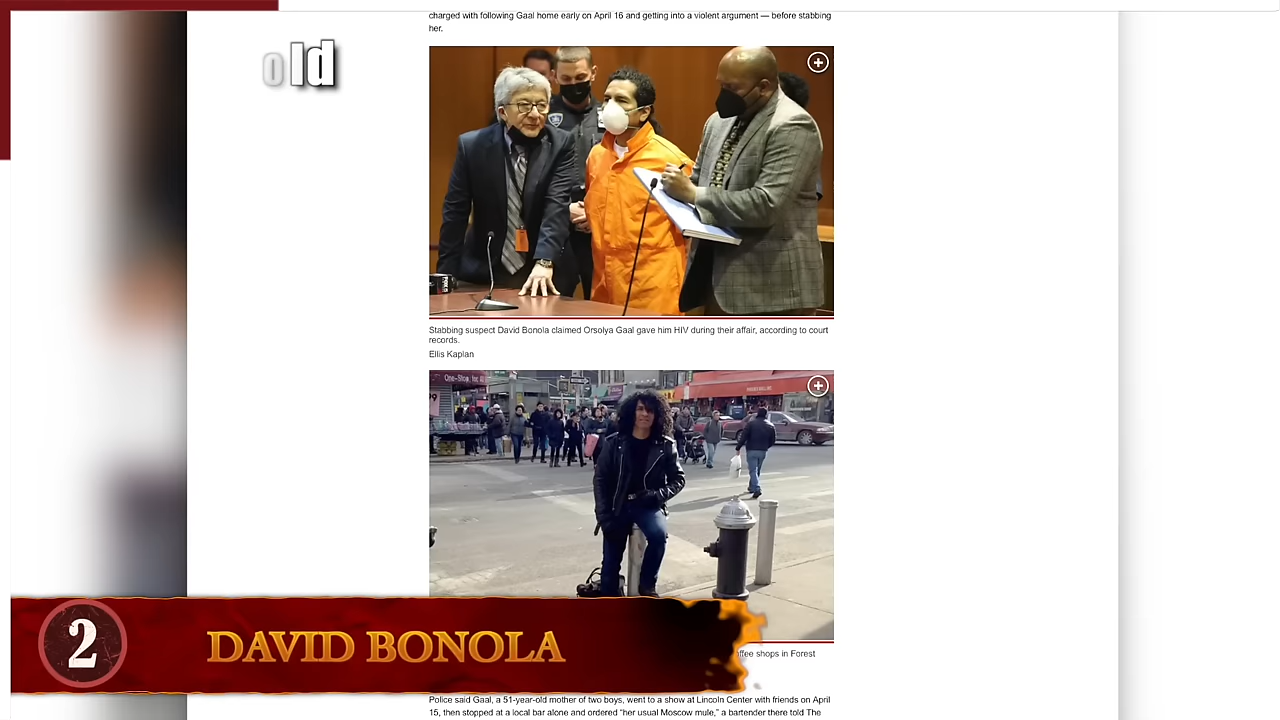 charged with following Gaal home early on April 16 and getting into a violent argument — before stabbing
her.
old
Stabbing suspect David Bonola claimed Orsolya Gaal gave him HIV during their affair, according to court
records.
Ellis Kaplan
One-Stop
coffee shops in Forest
2 DAVID BONOLA
Police said Gaal, a 51-year-old mother of two boys, went to a show at Lincoln Center with friends on April
15, then stopped at a local bar alone and ordered “her usual Moscow mule,” a bartender there told The